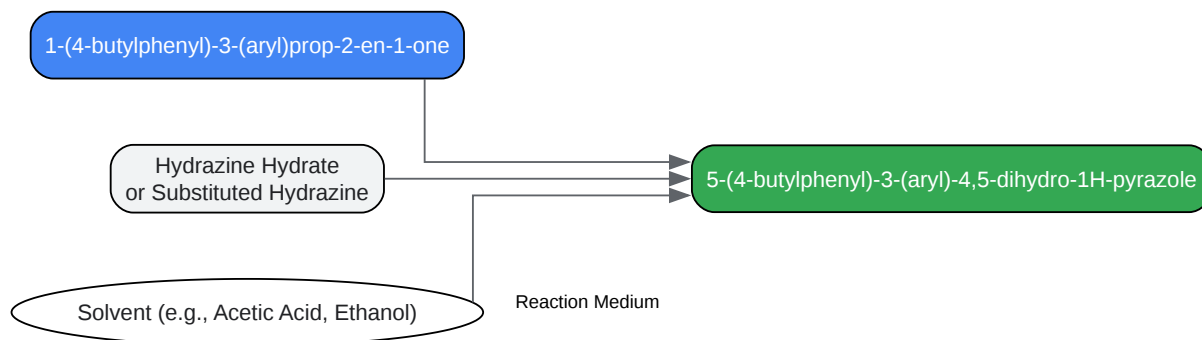 1-(4-butylphenyl)-3-(aryl)prop-2-en-1-one
Hydrazine Hydrate
or Substituted Hydrazine
5-(4-butylphenyl)-3-(aryl)-4,5-dihydro-1H-pyrazole
Solvent (e.g., Acetic Acid, Ethanol)
Reaction Medium